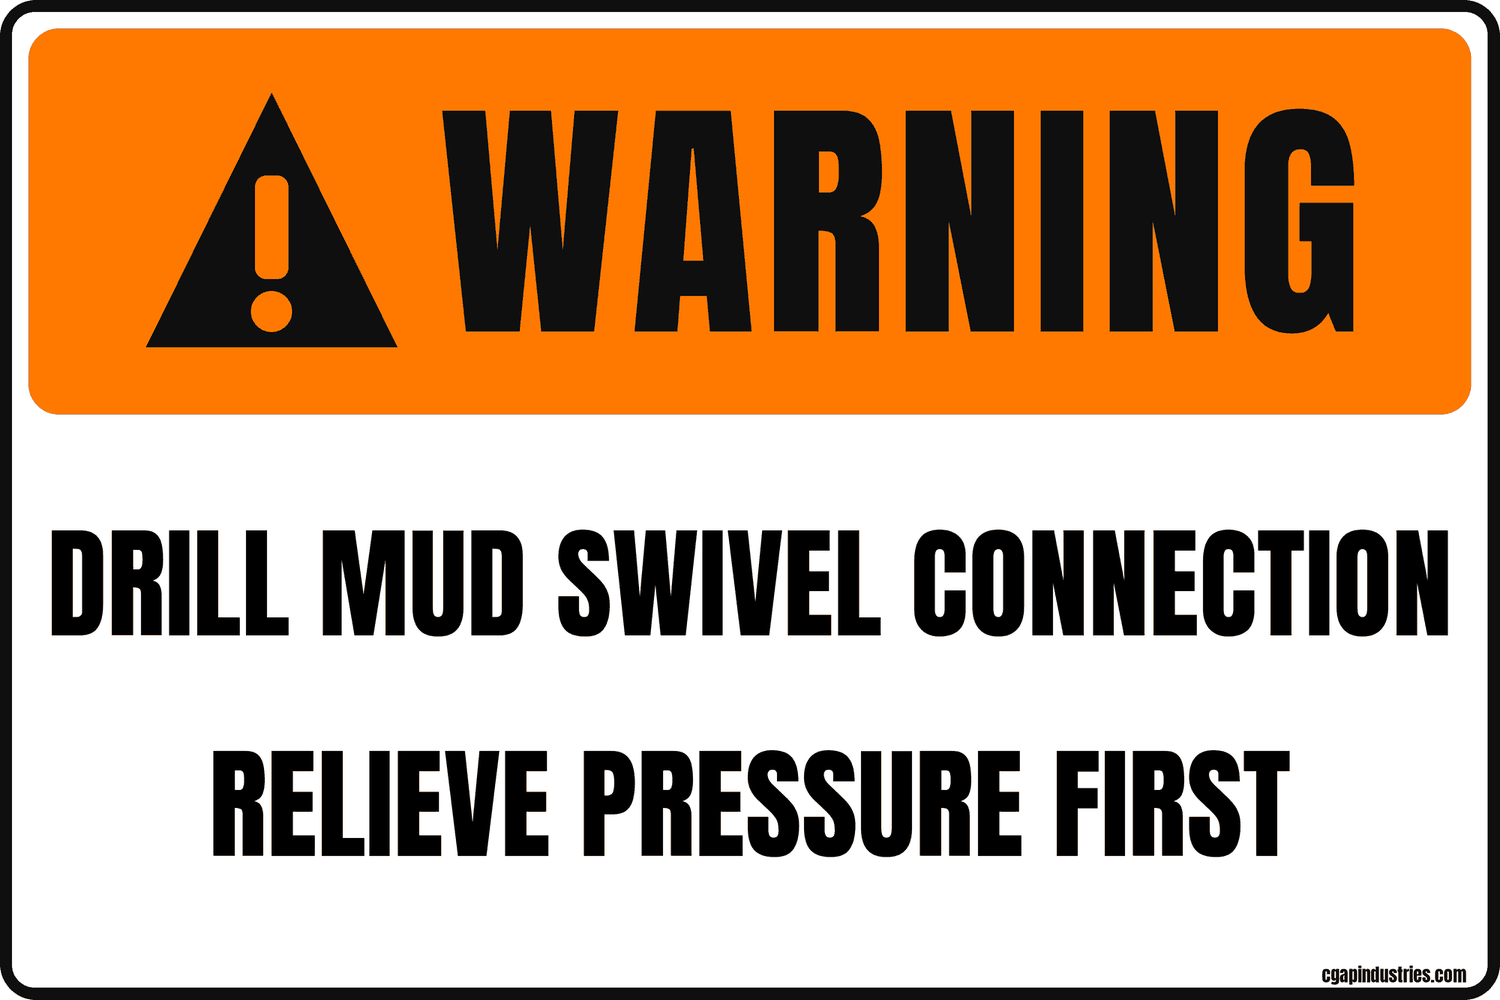 WARNING
DRILL MUD SWIVEL CONNECTION
RELIEVE PRESSURE FIRST
cgapindustries.com